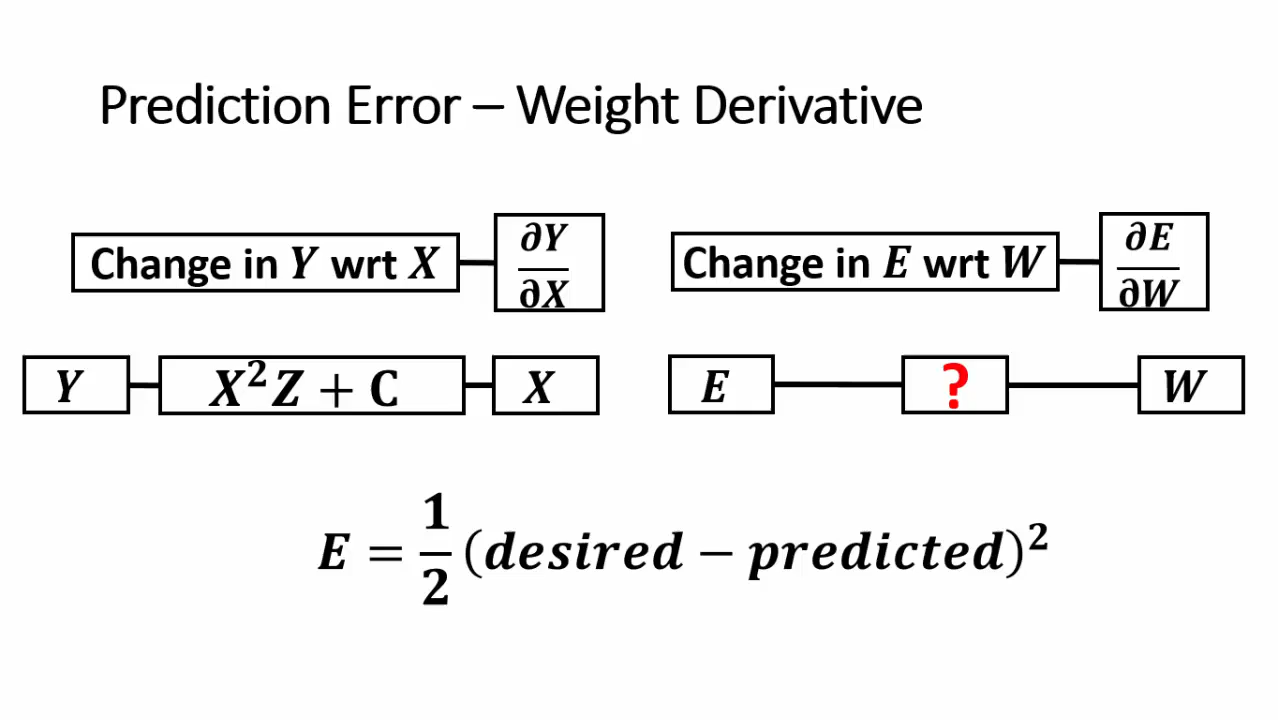 Prediction Error – Weight Derivative
Change in Y wrt X
∂Y
∂X
Change in E wrt W
∂E
∂W
Y
X²Z + C
X
E
?
W
E = 1/2 (desired − predicted)²